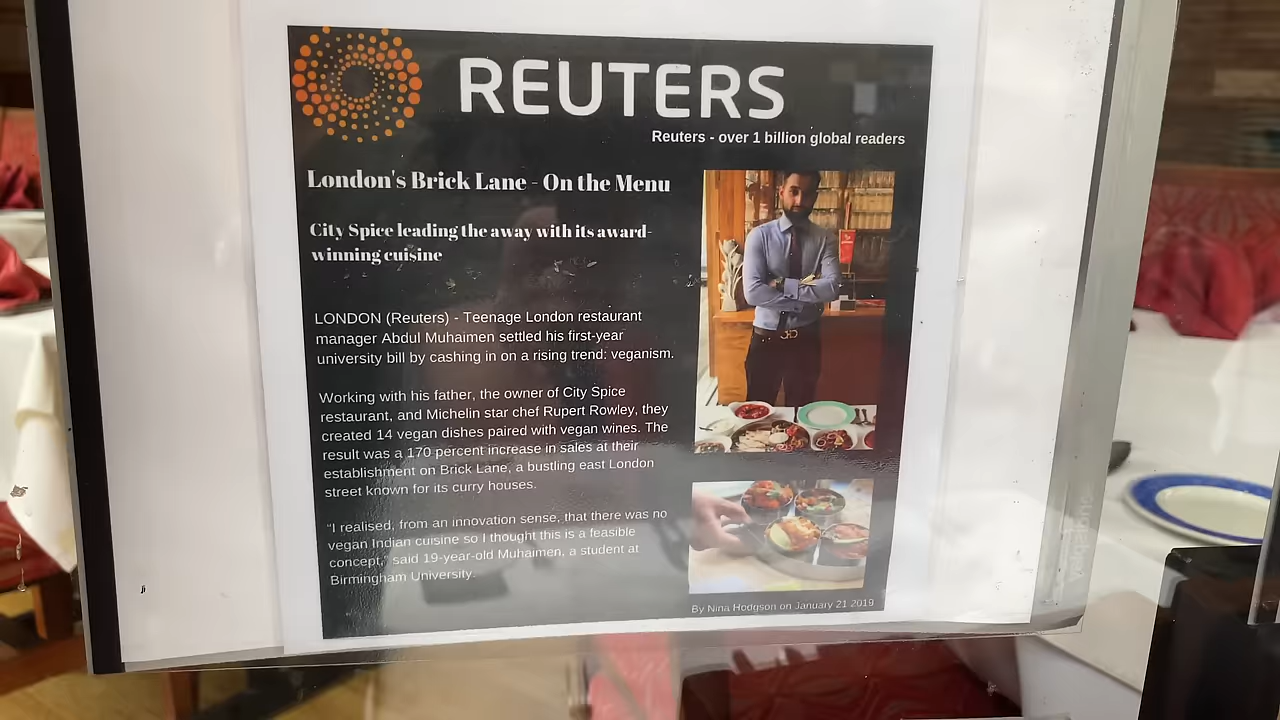 REUTERS
Reuters - over 1 billion global readers
London's Brick Lane - On the Menu
City Spice leading the away with its award-
winning cuisine
LONDON (Reuters) - Teenage London restaurant
manager Abdul Muhaimen settled his first-year
university bill by cashing in on a rising trend: veganism.
Working with his father, the owner of City Spice
restaurant, and Michelin star chef Rupert Rowley, they
created 14 vegan dishes paired with vegan wines. The
result was a 170 percent increase in sales at their
establishment on Brick Lane, a bustling east London
street known for its curry houses.
“I realised, from an innovation sense, that there was no
vegan Indian cuisine so I thought this is a feasible
concept,” said 19-year-old Muhaimen, a student at
Birmingham University.
By Nina Hodgson on January 21 2019